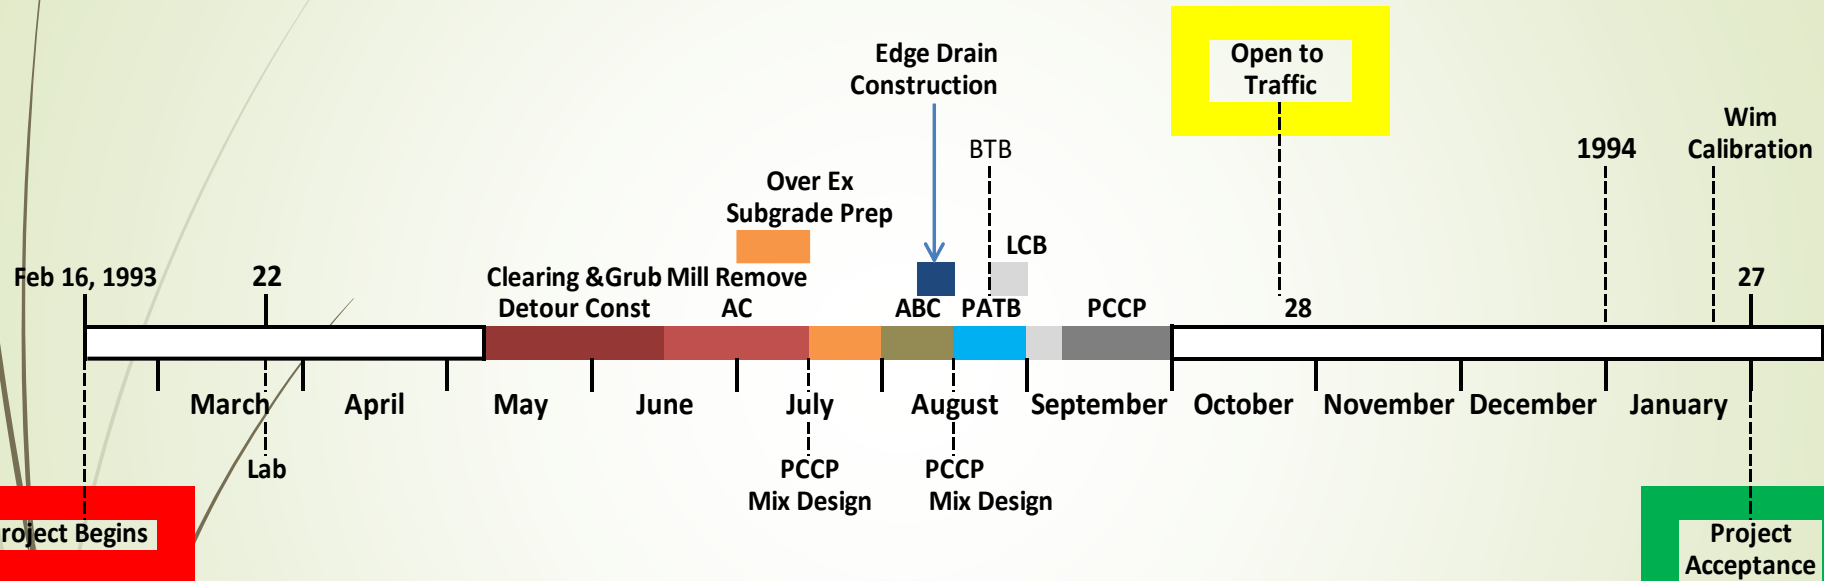 Edge Drain
Construction
Open to
Traffic
Wim
Calibration
BTB
1994
Over Ex
Subgrade Prep
LCB
Feb 16, 1993
22
Clearing &Grub
Detour Const
Mill Remove
AC
ABC
PATB
PCCP
28
27
March
April
May
June
July
August
September
October
November
December
January
Lab
PCCP
Mix Design
PCCP
Mix Design
roject Begins
Project
Acceptance